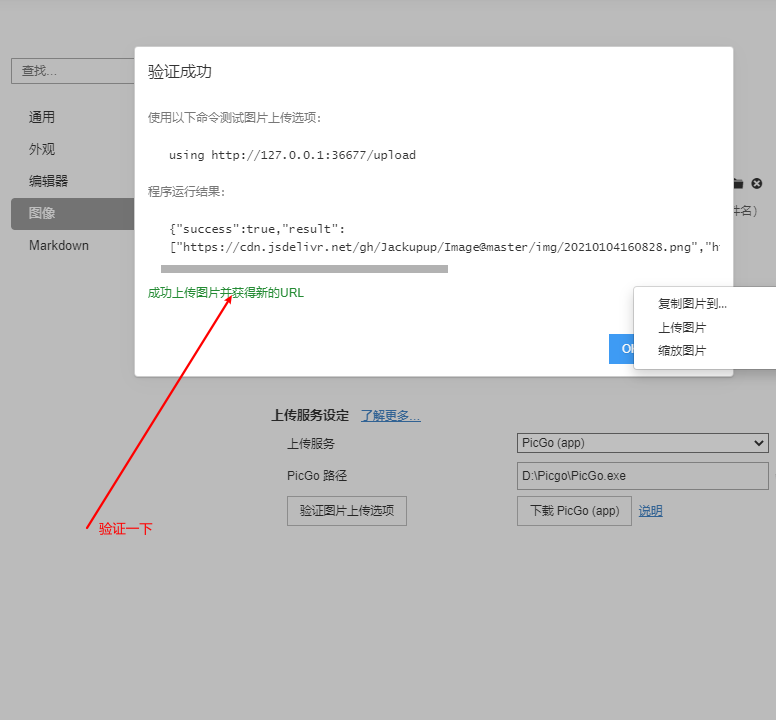 验证成功
查找...
使用以下命令测试图片上传选项:
通用
外观
using http://127.0.0.1:36677/upload
编辑器
程序运行结果:
图像
件名)
{"success":true,"result":
Markdown
["https://cdn.jsdelivr.net/gh/Jackupup/Image@master/img/20210104160828.png","ht
成功上传图片并获得新的URL
复制图片到...
上传图片
缩放图片
上传服务设定 了解更多...
上传服务 PicGo (app)
PicGo 路径 D:\Picgo\PicGo.exe
验证图片上传选项 下载 PicGo (app) 说明
验证一下